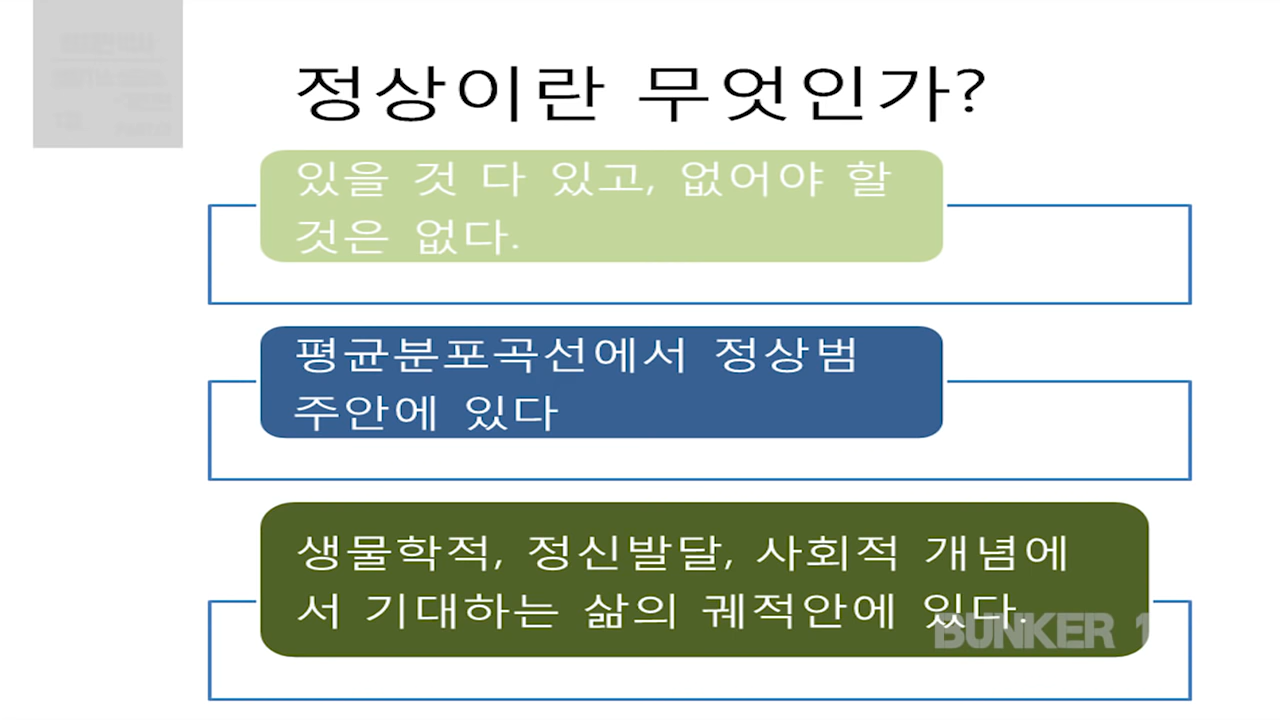 정상이란 무엇인가?
있을 것 다 있고, 없어야 할
것은 없다.
평균분포곡선에서 정상범
주안에 있다
생물학적, 정신발달, 사회적 개념에
서 기대하는 삶의 궤적안에 있다.
BUNKER 1